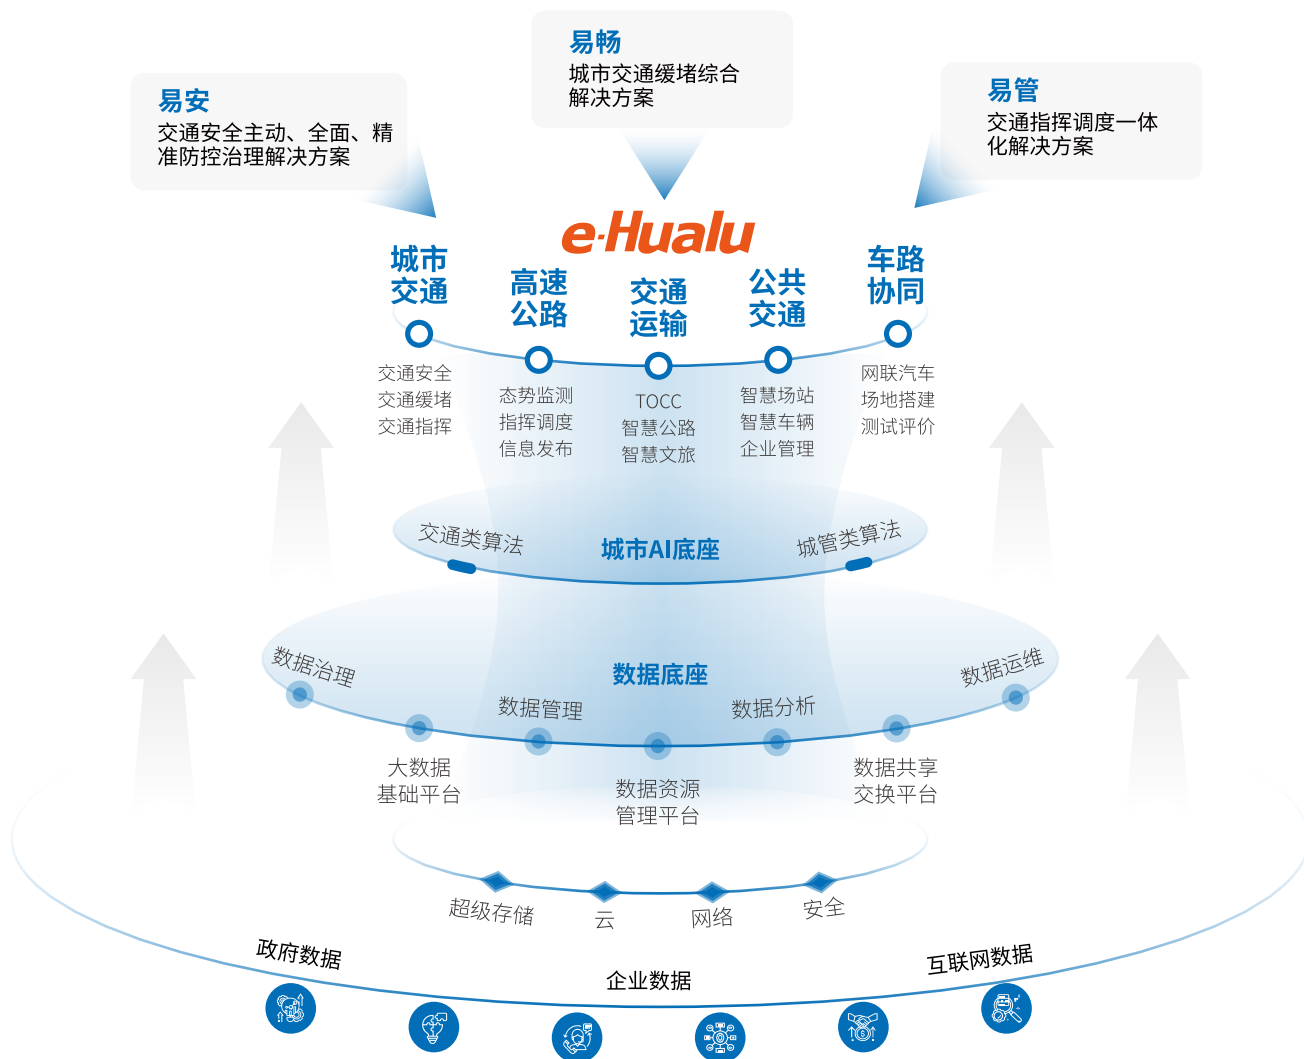 易畅
城市交通缓堵综合
解决方案
易安
交通安全主动、全面、精
准防控治理解决方案
易管
交通指挥调度一体
化解决方案
e-Hualu
城市
交通
高速
公路
交通
运输
公共
交通
车路
协同
交通安全
交通缓堵
交通指挥
态势监测
指挥调度
信息发布
TOCC
智慧公路
智慧文旅
智慧场站
智慧车辆
企业管理
网联汽车
场地搭建
测试评价
交通类算法
城市AI底座
城管类算法
数据治理
数据管理
数据底座
数据分析
数据运维
大数据
基础平台
数据资源
管理平台
数据共享
交换平台
超级存储
云
网络
安全
政府数据
企业数据
互联网数据